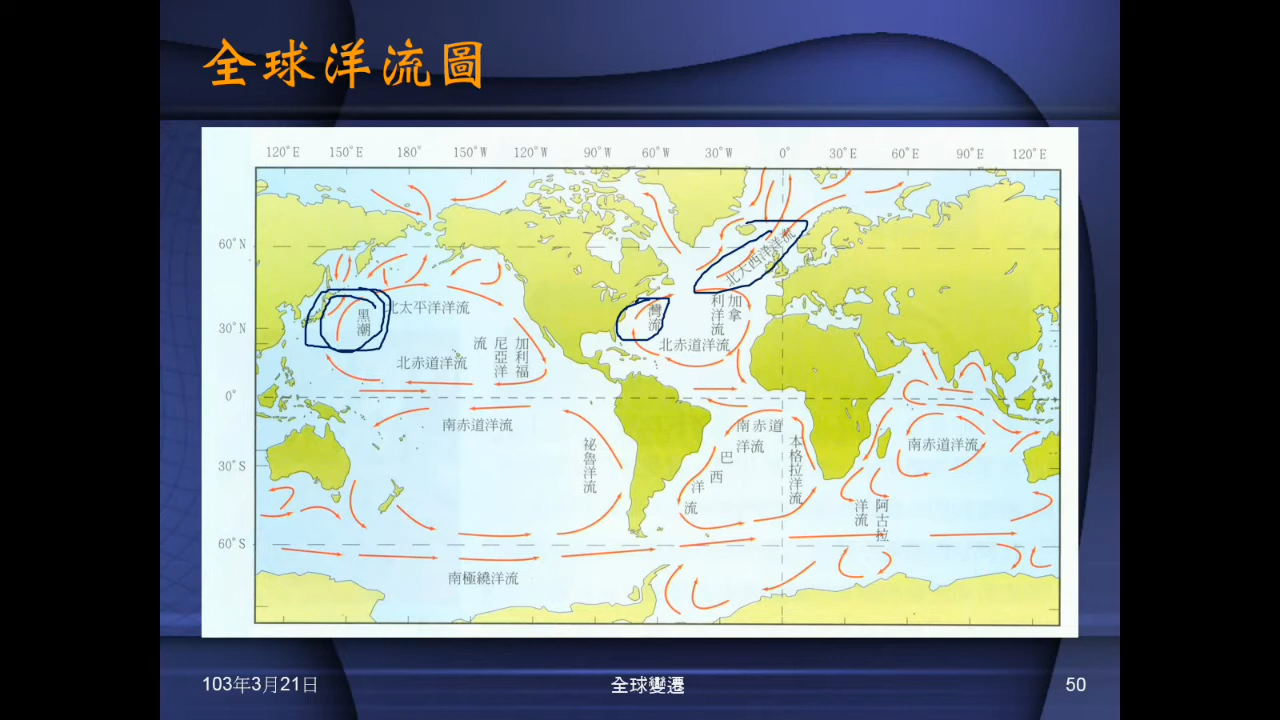 全球洋流圖
120°E 150°E 180° 150°W 120°W 90°W 60°W 30°W 0° 30°E 60°E 90°E 120°E
60°N
30°N
0°
30°S
60°S
北大西洋洋流
黑潮
北太平洋洋流
灣流
加拿
利洋流
北赤道洋流
加利福
尼亞洋
流
北赤道洋流
南赤道洋流
祕魯洋流
南赤道
洋流
巴西洋流
本格拉洋流
南赤道洋流
阿古拉
洋流
南極繞洋流
103年3月21日
全球變遷
50